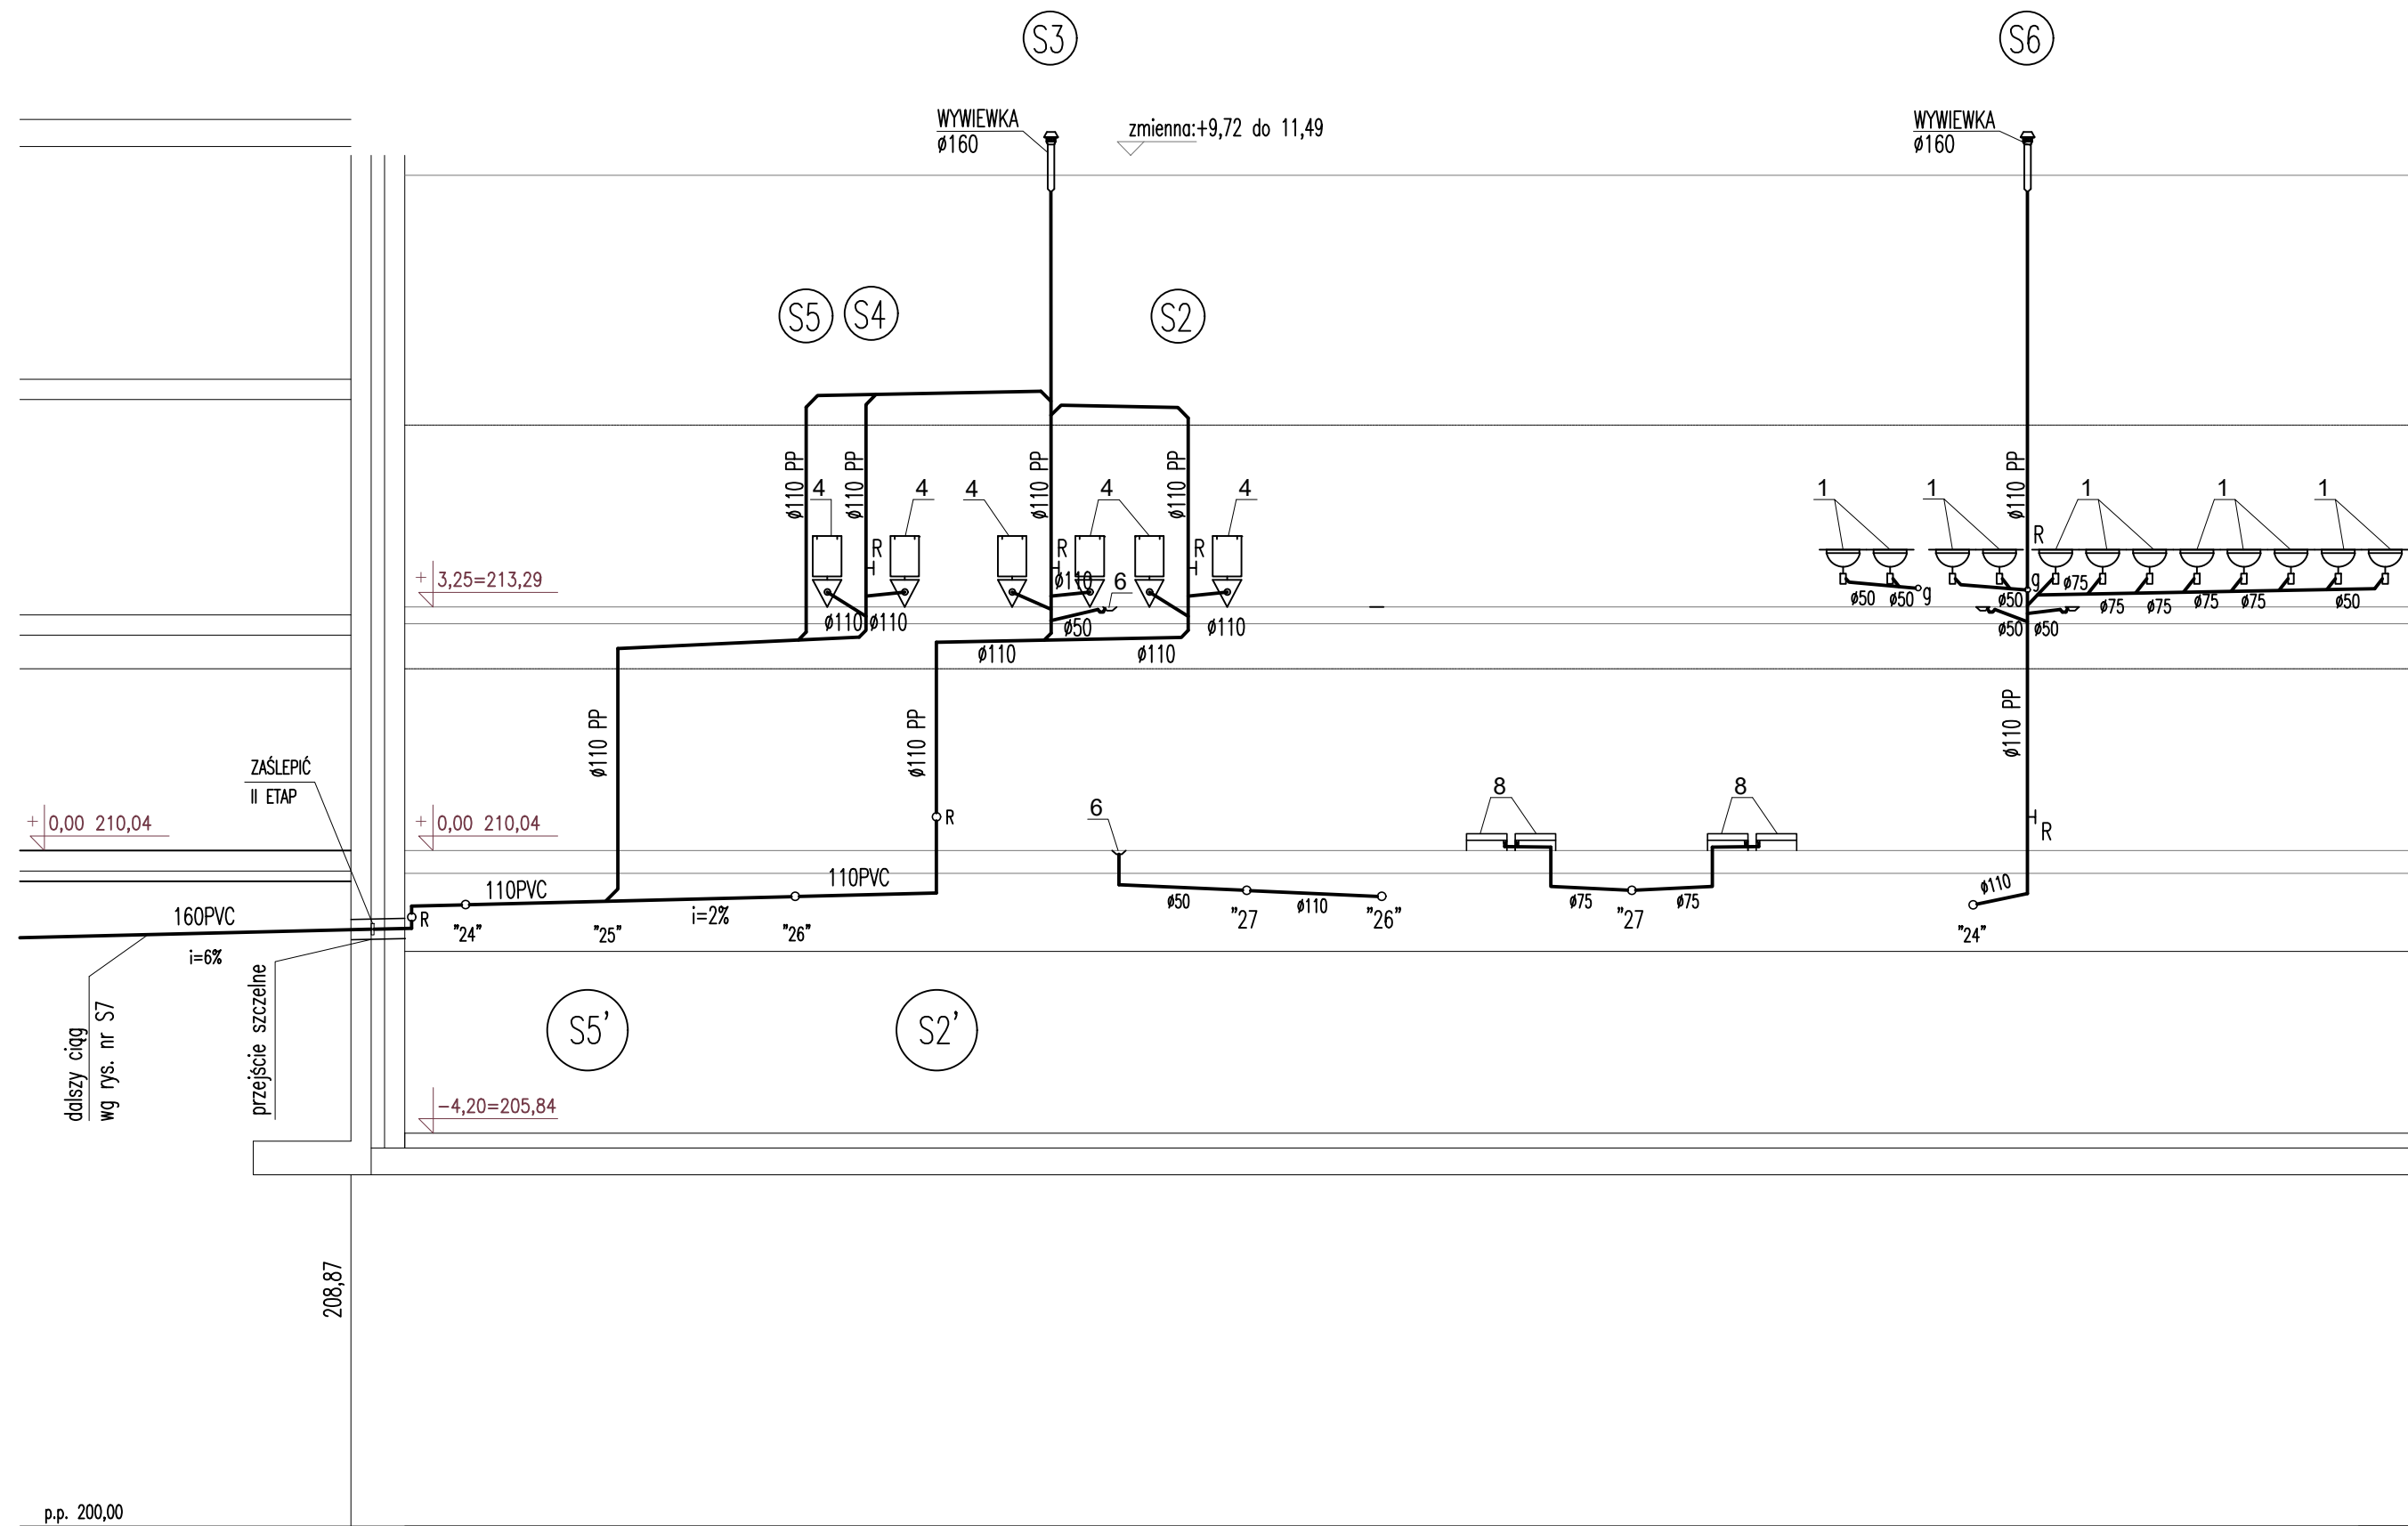 S3
S6
WYWIEWKA
ø160
zmienna:+9,72 do 11,49
WYWIEWKA
ø160
S5
S4
S2
ø110 PP
ø110 PP
ø110 PP
ø110 PP
ø110 PP
4
4
4
4
4
1
1
1
1
1
R
R
R
R
+ 3,25=213,29
ø110
6
ø110
ø110
ø50
ø110
ø110
ø110
ø50
ø50
g
ø50
g
ø75
ø75
ø75
ø75
ø75
ø50
ø50
ø50
ø110 PP
ø110 PP
ø110 PP
ZAŚLEPIĆ
II ETAP
+ 0,00 210,04
+ 0,00 210,04
R
6
8
8
R
160PVC
i=6%
R
110PVC
"24"
"25"
i=2%
110PVC
"26"
ø50
"27
ø110
"26"
ø75
"27
ø75
ø110
"24"
dalszy ciąg
wg rys. nr S7
przejście szczelne
S5'
S2'
-4,20=205,84
208,87
p.p. 200,00